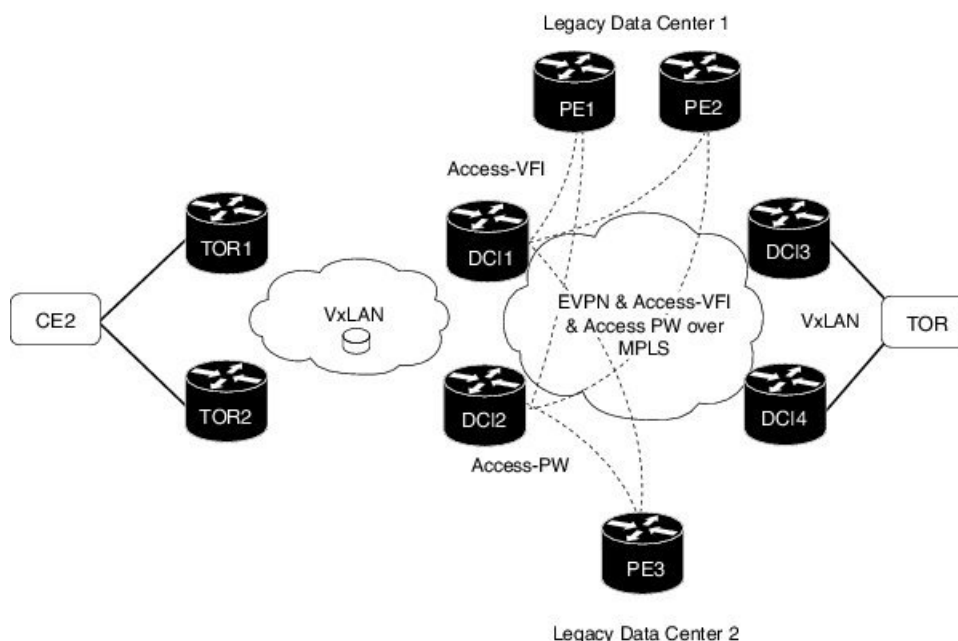 Legacy Data Center 1
PE1
PE2
Access-VFI
TOR1
DCI1
DCI3
CE2
VxLAN
EVPN & Access-VFI
& Access PW over
MPLS
VxLAN
TOR
TOR2
DCI2
DCI4
Access-PW
PE3
Legacy Data Center 2